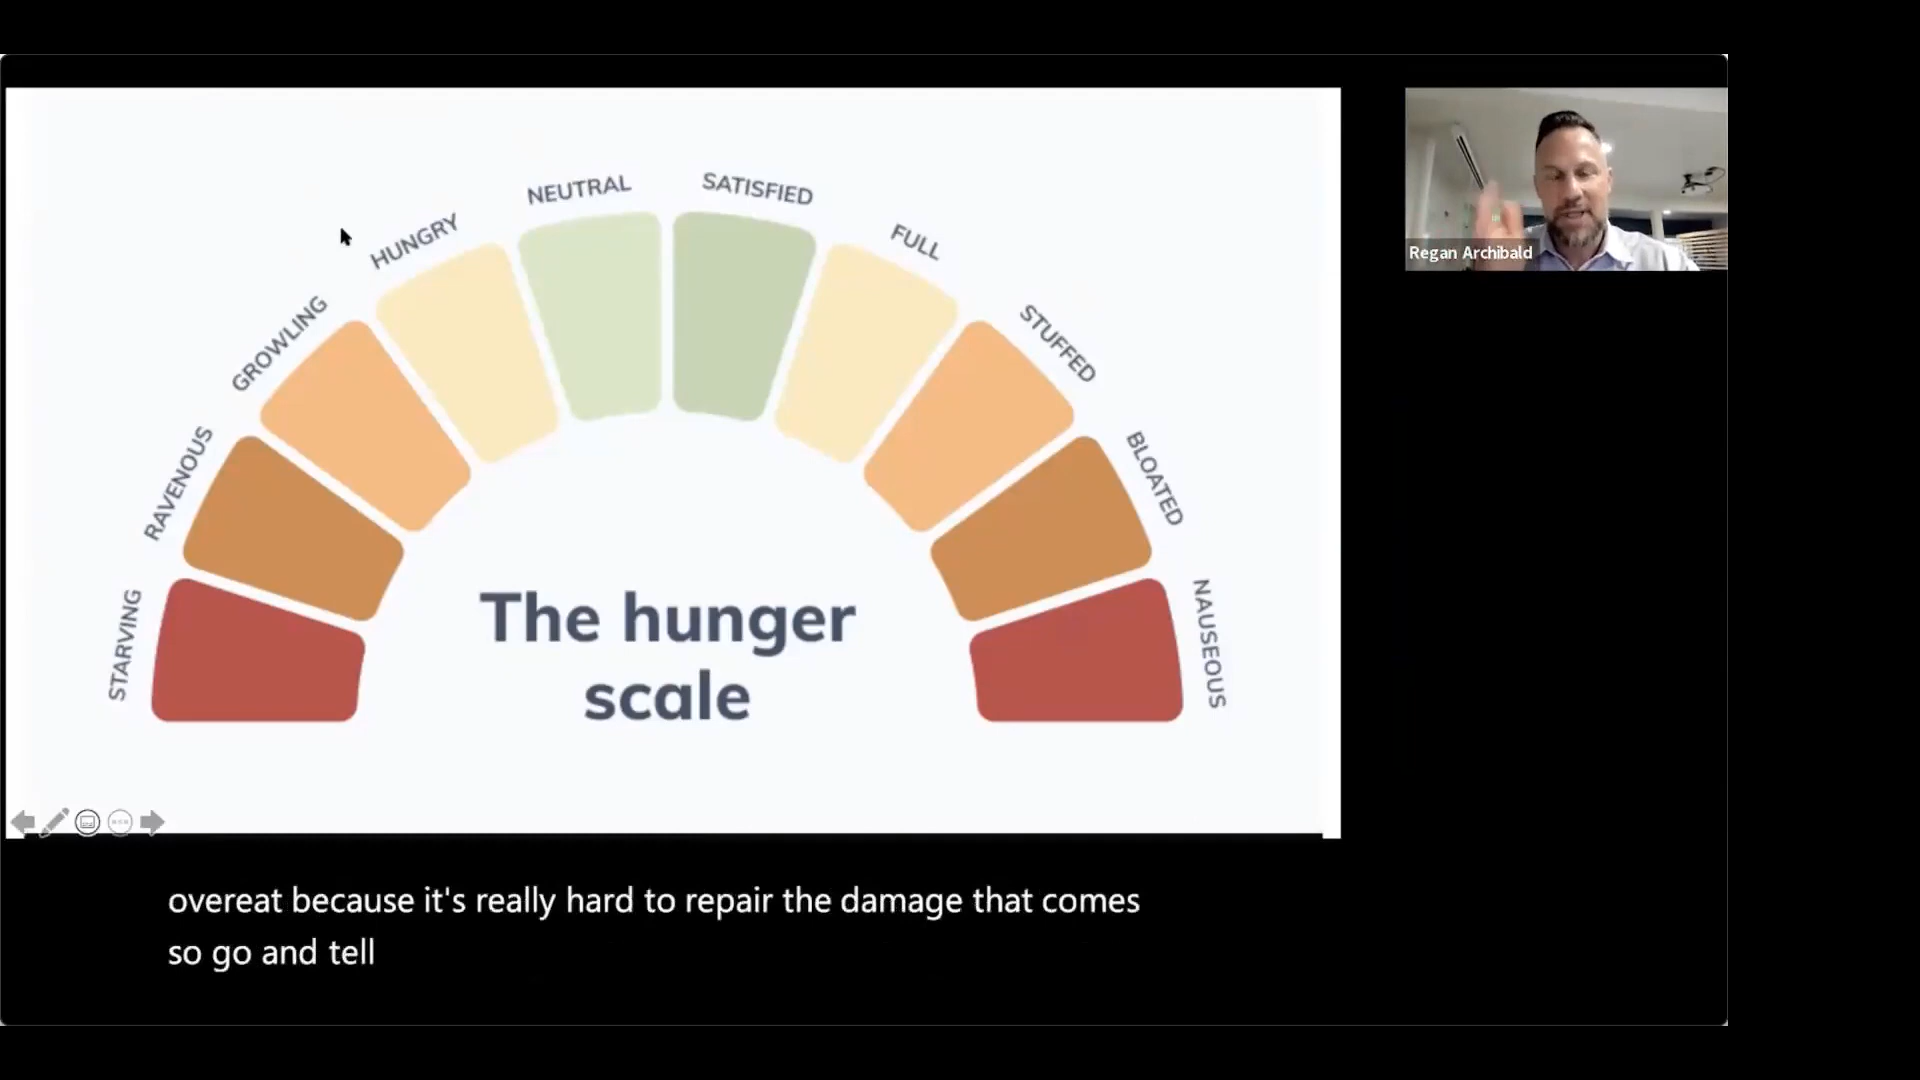 STARVING
RAVENOUS
GROWLING
HUNGRY
NEUTRAL
SATISFIED
FULL
STUFFED
BLOATED
NAUSEOUS
The hunger
scale
Regan Archibald
overeat because it's really hard to repair the damage that comes
so go and tell